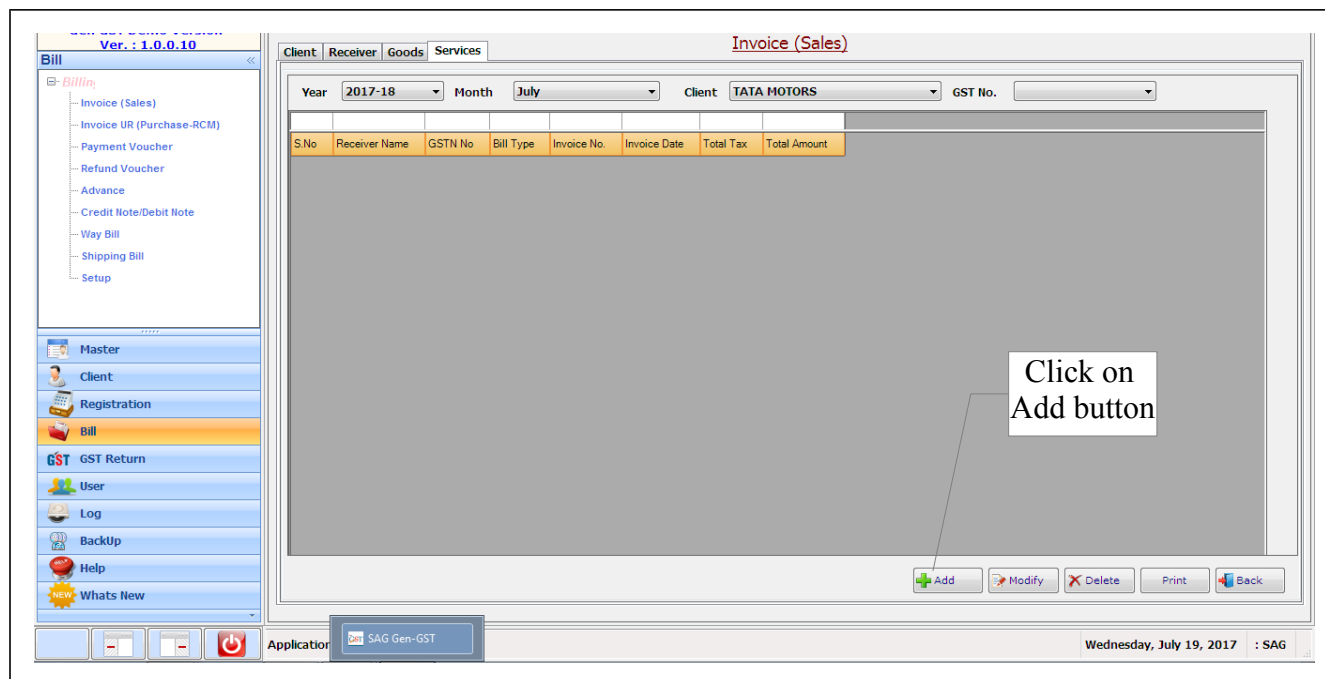 Ver. : 1.0.0.10
Bill «
Billing
Invoice (Sales)
Invoice UR (Purchase-RCM)
Payment Voucher
Refund Voucher
Advance
Credit Note/Debit Note
Way Bill
Shipping Bill
Setup
Master
Client
Registration
Bill
GST GST Return
User
Log
BackUp
HELP Help
NEW Whats New
Client Receiver Goods Services
Invoice (Sales)
Year 2017-18 Month July Client TATA MOTORS GST No.
S.No Receiver Name GSTN No Bill Type Invoice No. Invoice Date Total Tax Total Amount
Click on
Add button
Add Modify Delete Print Back
Application
SAG Gen-GST
Wednesday, July 19, 2017 : SAG